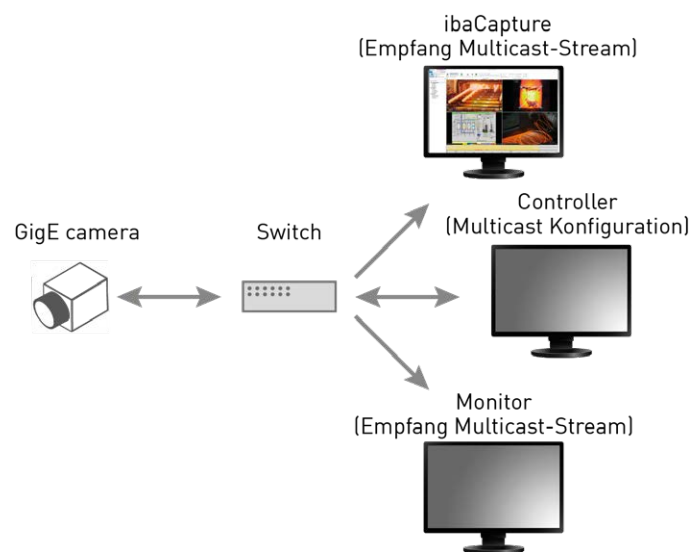 ibaCapture
(Empfang Multicast-Stream)
Controller
(Multicast Konfiguration)
GigE camera
Switch
Monitor
(Empfang Multicast-Stream)